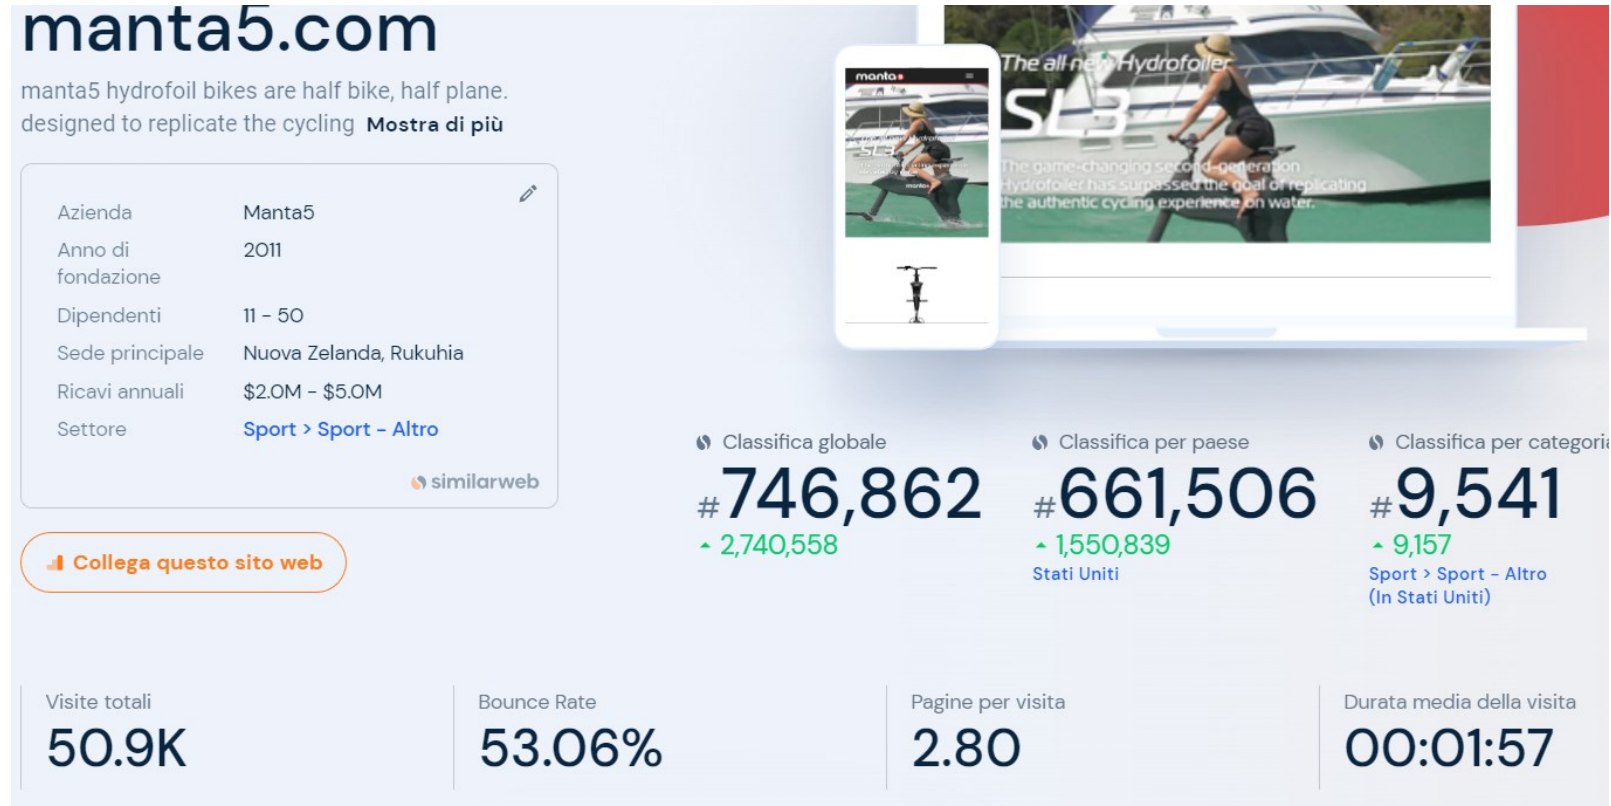 manta5.com
manta5 hydrofoil bikes are half bike, half plane.
designed to replicate the cycling Mostra di più
Azienda Manta5
Anno di
fondazione 2011
Dipendenti 11 - 50
Sede principale Nuova Zelanda, Rukuhia
Ricavi annuali $2.0M - $5.0M
Settore Sport > Sport - Altro
similarweb
Collega questo sito web
manta5
SL3
manta5
The all-new Hydrofoiler
SL3
The game-changing second-generation
Hydrofoiler has surpassed the goal of replicating
the authentic cycling experience on water.
Classifica globale
#746,862
2,740,558
Classifica per paese
#661,506
1,550,839
Stati Uniti
Classifica per categoria
#9,541
9,157
Sport > Sport - Altro
(In Stati Uniti)
Visite totali
50.9K
Bounce Rate
53.06%
Pagine per visita
2.80
Durata media della visita
00:01:57